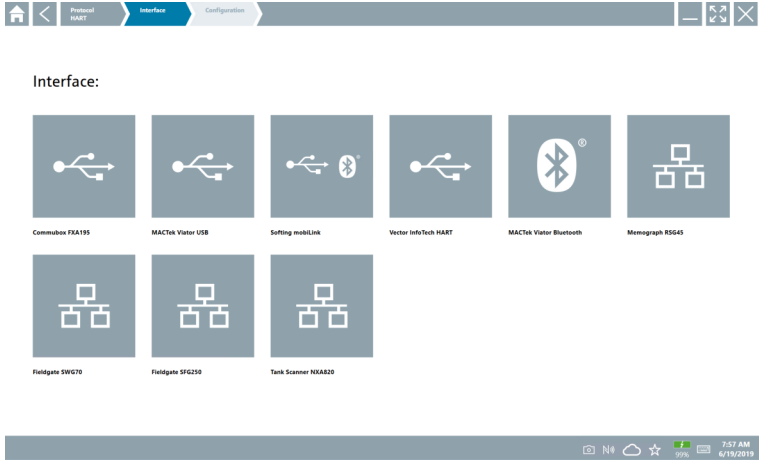 Protocol
HART
Interface
Configuration
Interface:
Commubox FXA195
MACTek Viator USB
Softing mobiLink
Vector InfoTech HART
MACTek Viator Bluetooth
Memograph RSG45
Fieldgate SWG70
Fieldgate SFG250
Tank Scanner NXA820
99%
7:57 AM
6/19/2019